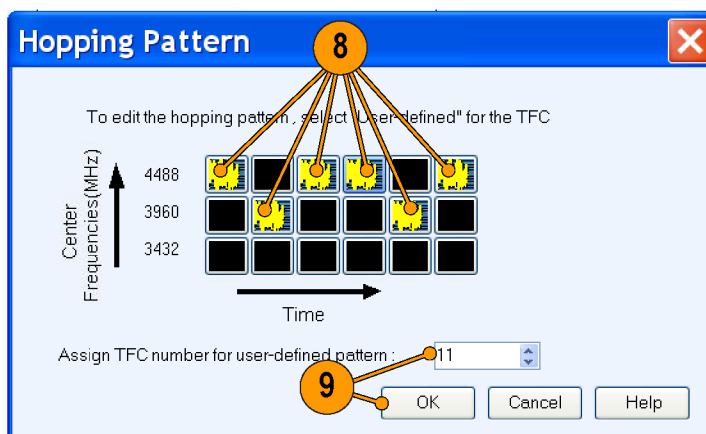 Hopping Pattern
8
To edit the hopping pattern , select "User-defined" for the TFC
Center
Frequencies(MHz)
4488
3960
3432
Time
Assign TFC number for user-defined pattern :
11
9
OK
Cancel
Help